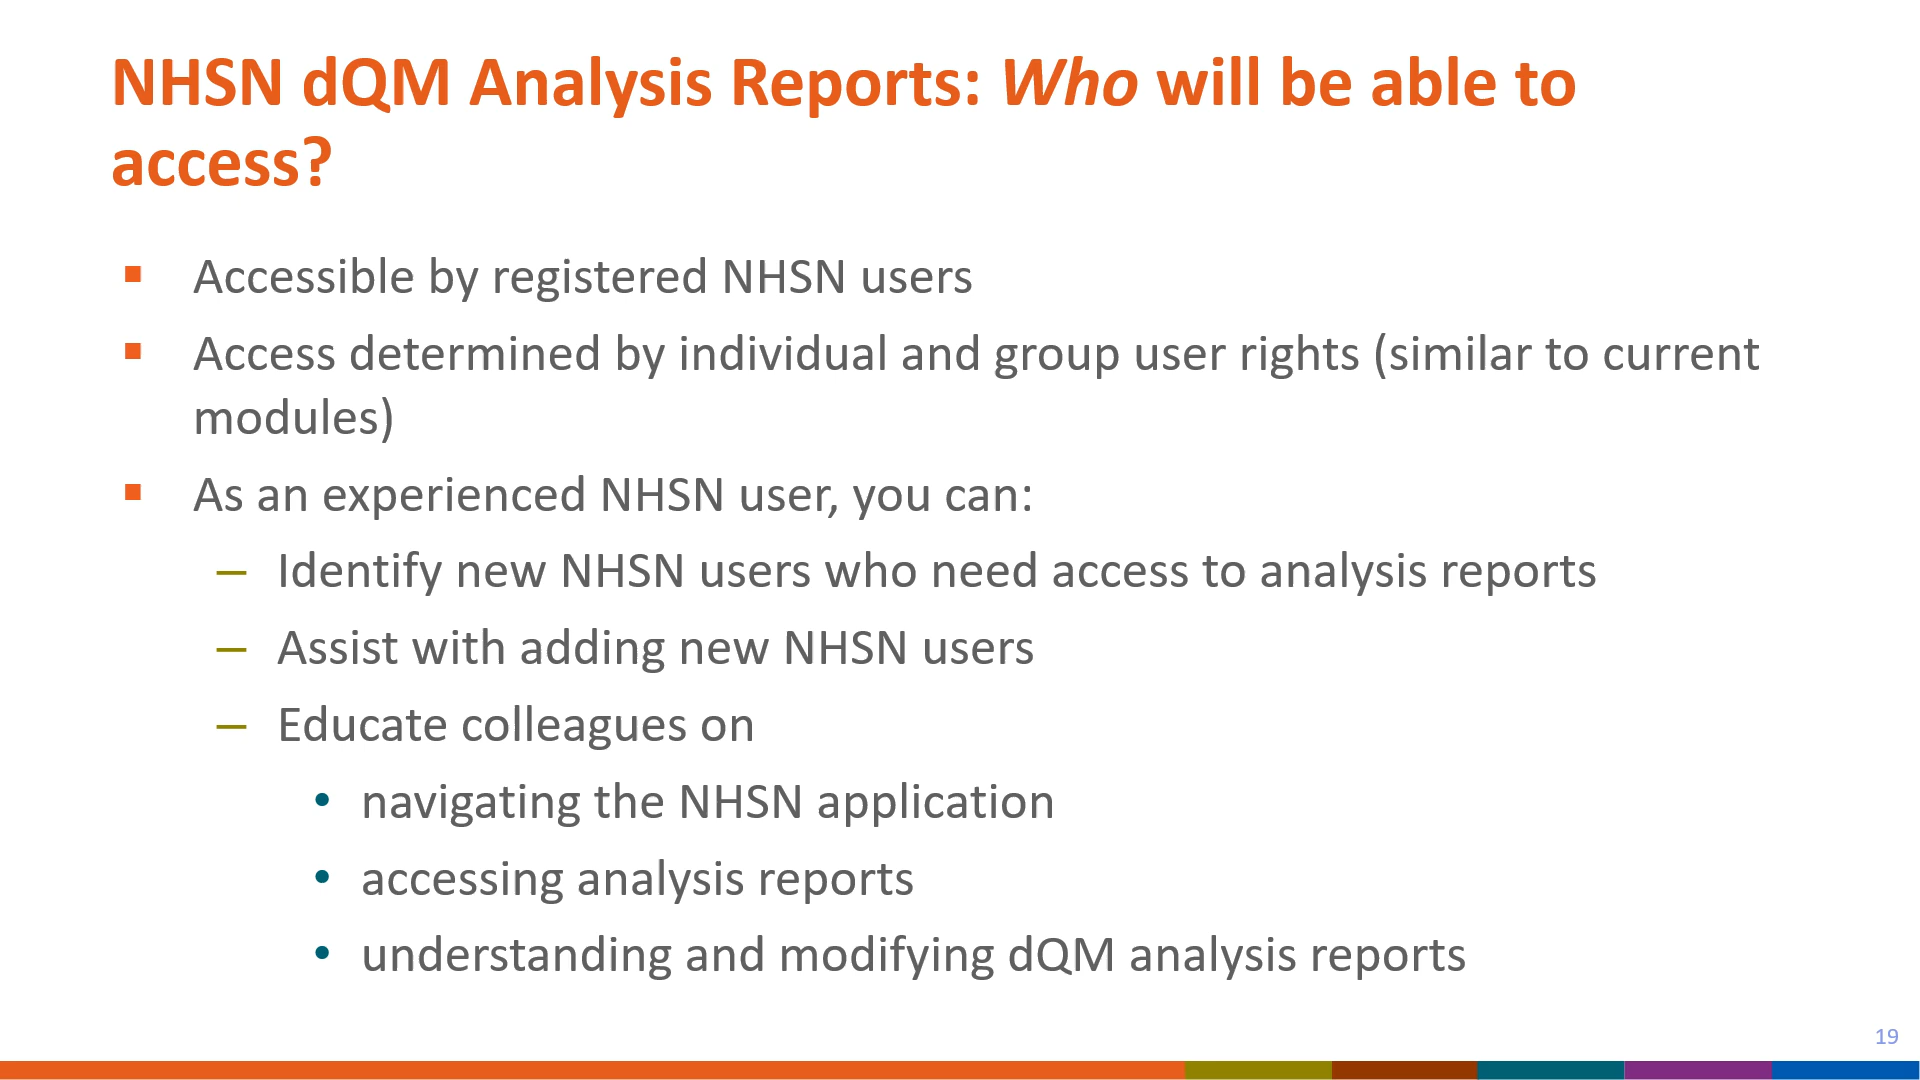 NHSN dQM Analysis Reports: Who will be able to
access?
▪ Accessible by registered NHSN users
▪ Access determined by individual and group user rights (similar to current
modules)
▪ As an experienced NHSN user, you can:
– Identify new NHSN users who need access to analysis reports
– Assist with adding new NHSN users
– Educate colleagues on
• navigating the NHSN application
• accessing analysis reports
• understanding and modifying dQM analysis reports
19